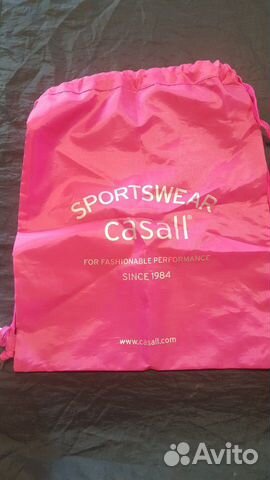 SPORTSWEAR
casall®
FOR FASHIONABLE PERFORMANCE
SINCE 1984
www.casall.com
Avito